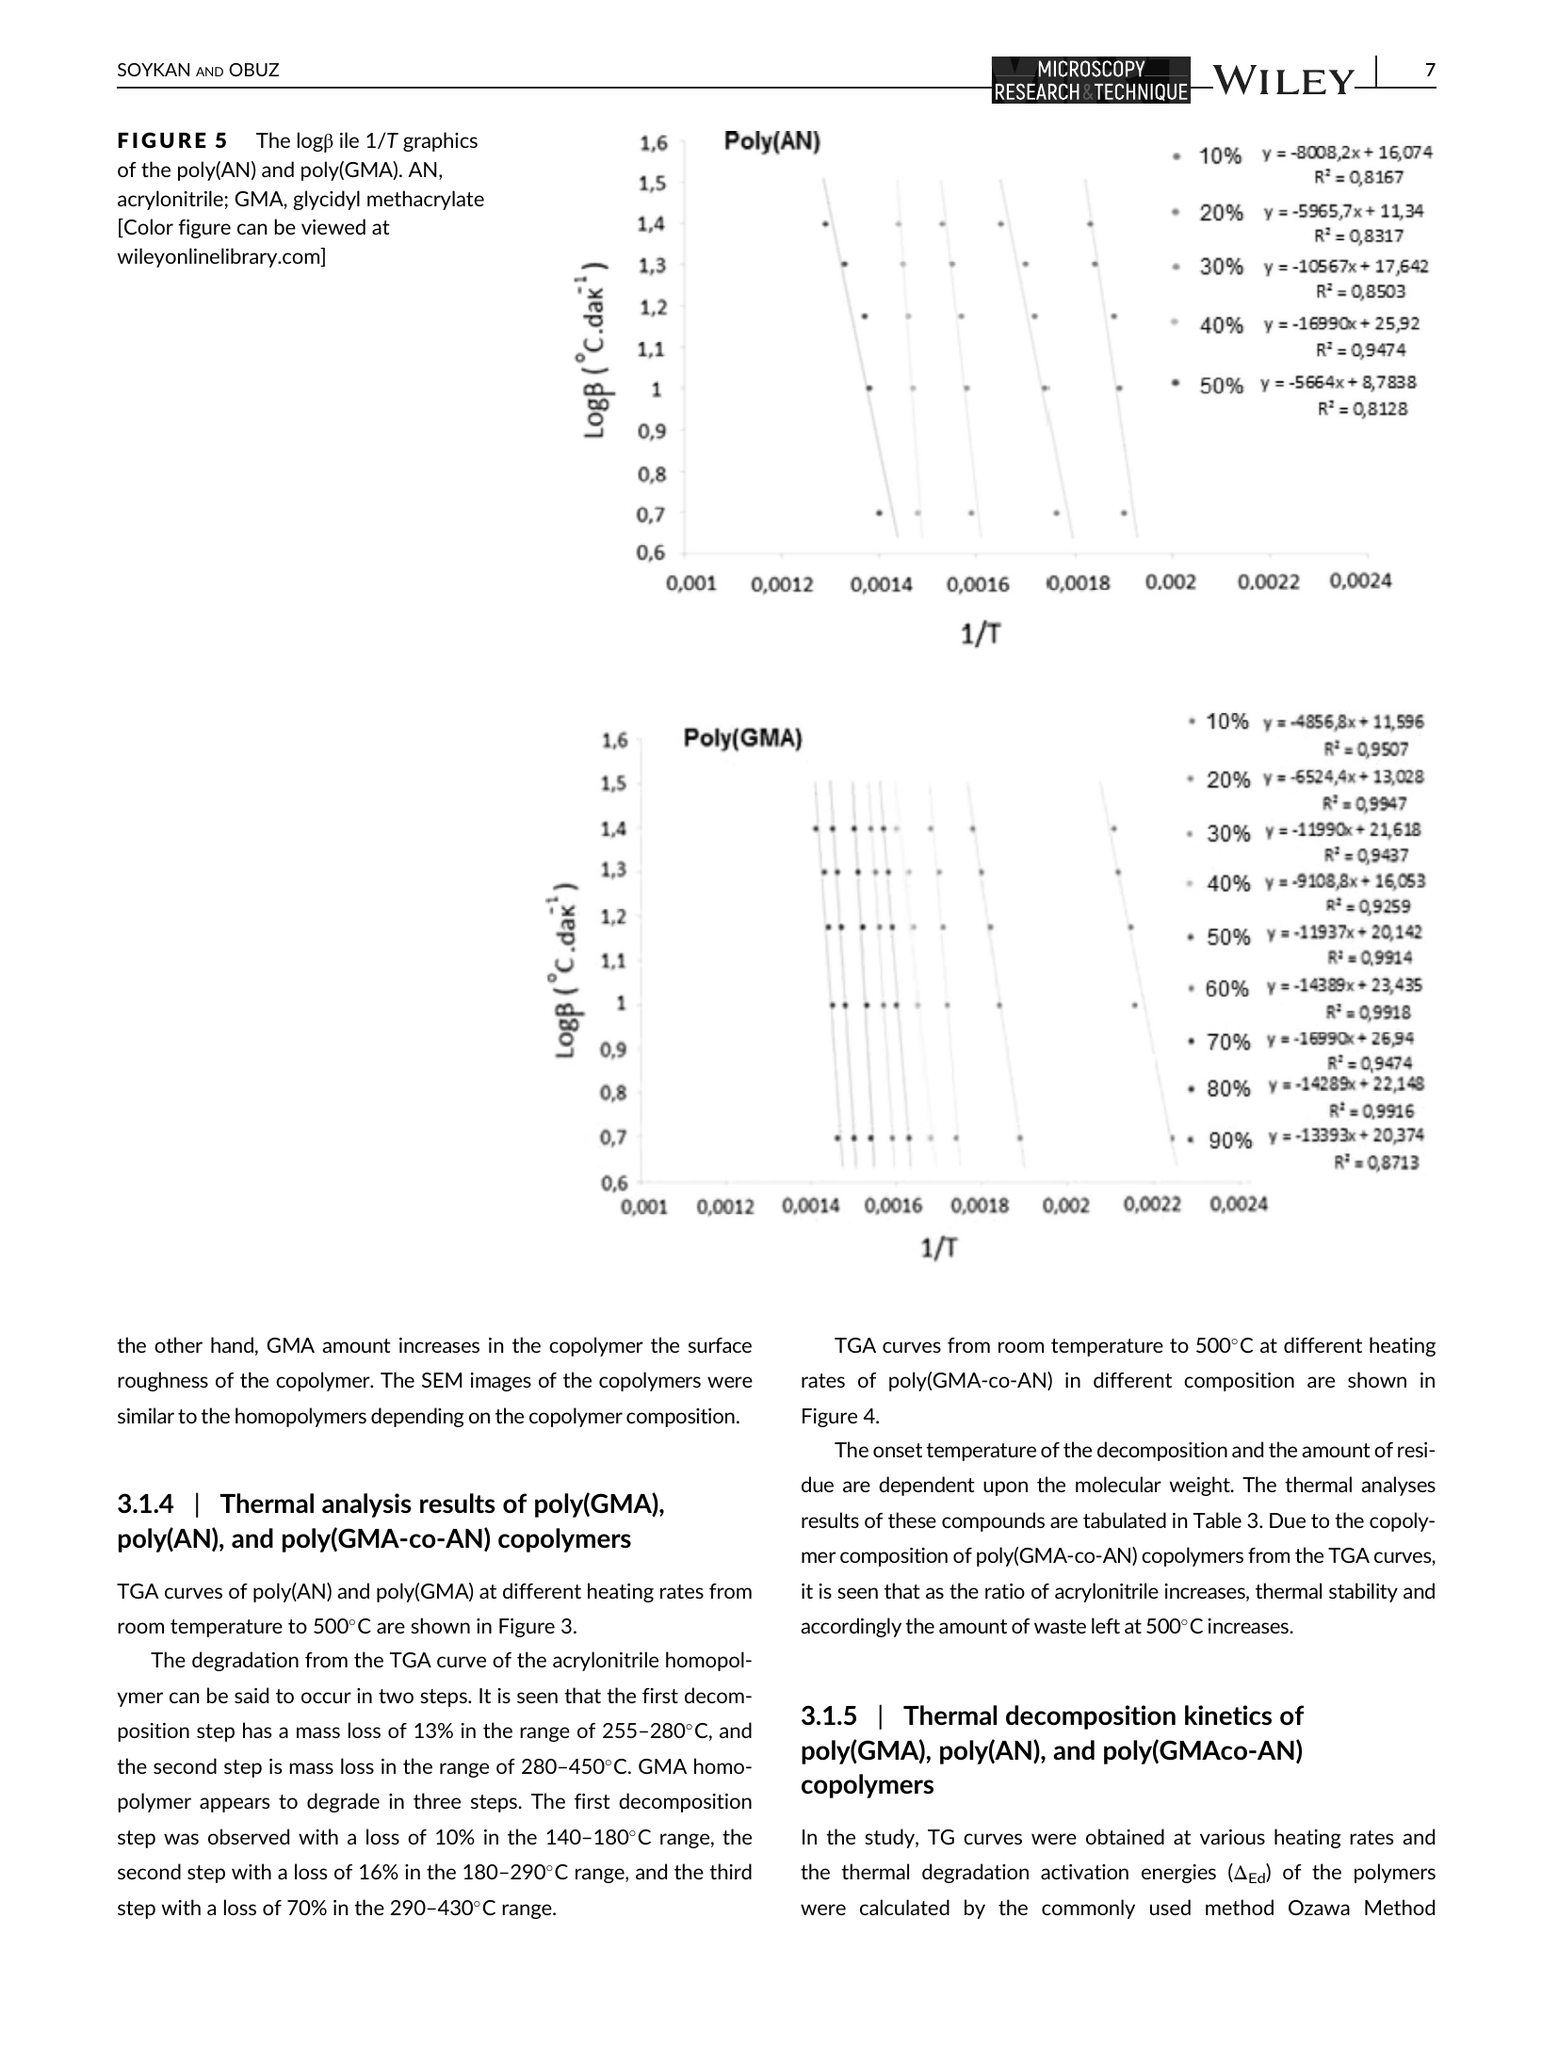 SOYKAN AND OBUZ
MICROSCOPY
RESEARCH&TECHNIQUE
WILEY
7
FIGURE 5 The logβ ile 1/T graphics
of the poly(AN) and poly(GMA). AN,
acrylonitrile; GMA, glycidyl methacrylate
[Color figure can be viewed at
wileyonlinelibrary.com]
Poly(AN)
Logβ (°C.daκ⁻¹)
1,6
1,5
1,4
1,3
1,2
1,1
1
0,9
0,8
0,7
0,6
0,001 0,0012 0,0014 0,0016 0,0018 0.002 0,0022 0,0024
1/T
10% y = -8008,2x + 16,074
R² = 0,8167
20% y = -5965,7x + 11,34
R² = 0,8317
30% y = -10567x + 17,642
R² = 0,8503
40% y = -16990x + 25,92
R² = 0,9474
50% y = -5664x + 8,7838
R² = 0,8128
Poly(GMA)
Logβ (°C.daκ⁻¹)
1,6
1,5
1,4
1,3
1,2
1,1
1
0,9
0,8
0,7
0,6
0,001 0,0012 0,0014 0,0016 0,0018 0,002 0,0022 0,0024
1/T
10% y = -4856,8x + 11,596
R² = 0,9507
20% y = -6524,4x + 13,028
R² = 0,9947
30% y = -11990x + 21,618
R² = 0,9437
40% y = -9108,8x + 16,053
R² = 0,9259
50% y = -11937x + 20,142
R² = 0,9914
60% y = -14389x + 23,435
R² = 0,9918
70% y = -16990x + 26,94
R² = 0,9474
80% y = -14289x + 22,148
R² = 0,9916
90% y = -13393x + 20,374
R² = 0,8713
the other hand, GMA amount increases in the copolymer the surface
roughness of the copolymer. The SEM images of the copolymers were
similar to the homopolymers depending on the copolymer composition.
3.1.4 | Thermal analysis results of poly(GMA),
poly(AN), and poly(GMA-co-AN) copolymers
TGA curves of poly(AN) and poly(GMA) at different heating rates from
room temperature to 500°C are shown in Figure 3.
The degradation from the TGA curve of the acrylonitrile homopol-
ymer can be said to occur in two steps. It is seen that the first decom-
position step has a mass loss of 13% in the range of 255–280°C, and
the second step is mass loss in the range of 280–450°C. GMA homo-
polymer appears to degrade in three steps. The first decomposition
step was observed with a loss of 10% in the 140–180°C range, the
second step with a loss of 16% in the 180–290°C range, and the third
step with a loss of 70% in the 290–430°C range.
TGA curves from room temperature to 500°C at different heating
rates of poly(GMA-co-AN) in different composition are shown in
Figure 4.
The onset temperature of the decomposition and the amount of resi-
due are dependent upon the molecular weight. The thermal analyses
results of these compounds are tabulated in Table 3. Due to the copoly-
mer composition of poly(GMA-co-AN) copolymers from the TGA curves,
it is seen that as the ratio of acrylonitrile increases, thermal stability and
accordingly the amount of waste left at 500°C increases.
3.1.5 | Thermal decomposition kinetics of
poly(GMA), poly(AN), and poly(GMAco-AN)
copolymers
In the study, TG curves were obtained at various heating rates and
the thermal degradation activation energies (ΔEd) of the polymers
were calculated by the commonly used method Ozawa Method